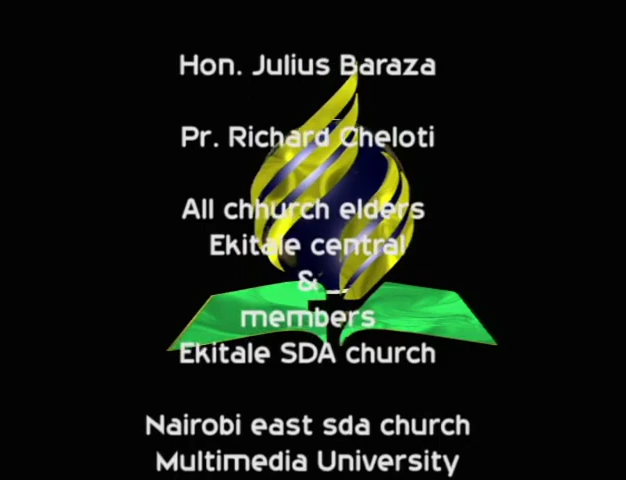 Hon. Julius Baraza
Pr. Richard Cheloti
All chhurch elders
Ekitale central
&
members
Ekitale SDA church
Nairobi east sda church
Multimedia University